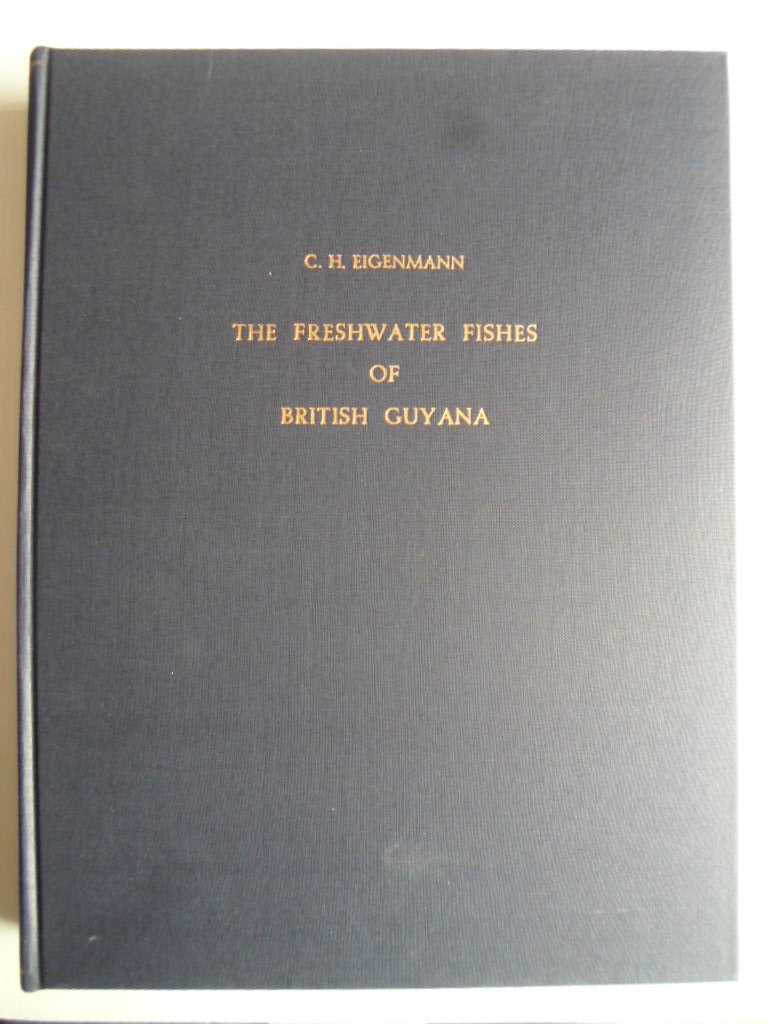 C. H. EIGENMANN
THE FRESHWATER FISHES
OF
BRITISH GUYANA